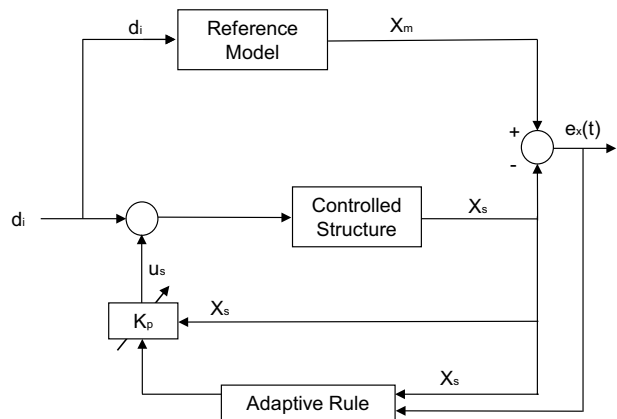 dᵢ
Reference
Model
Xₘ
+
eₓ(t)
-
dᵢ
Controlled
Structure
Xₛ
uₛ
Kₚ
Xₛ
Adaptive Rule
Xₛ